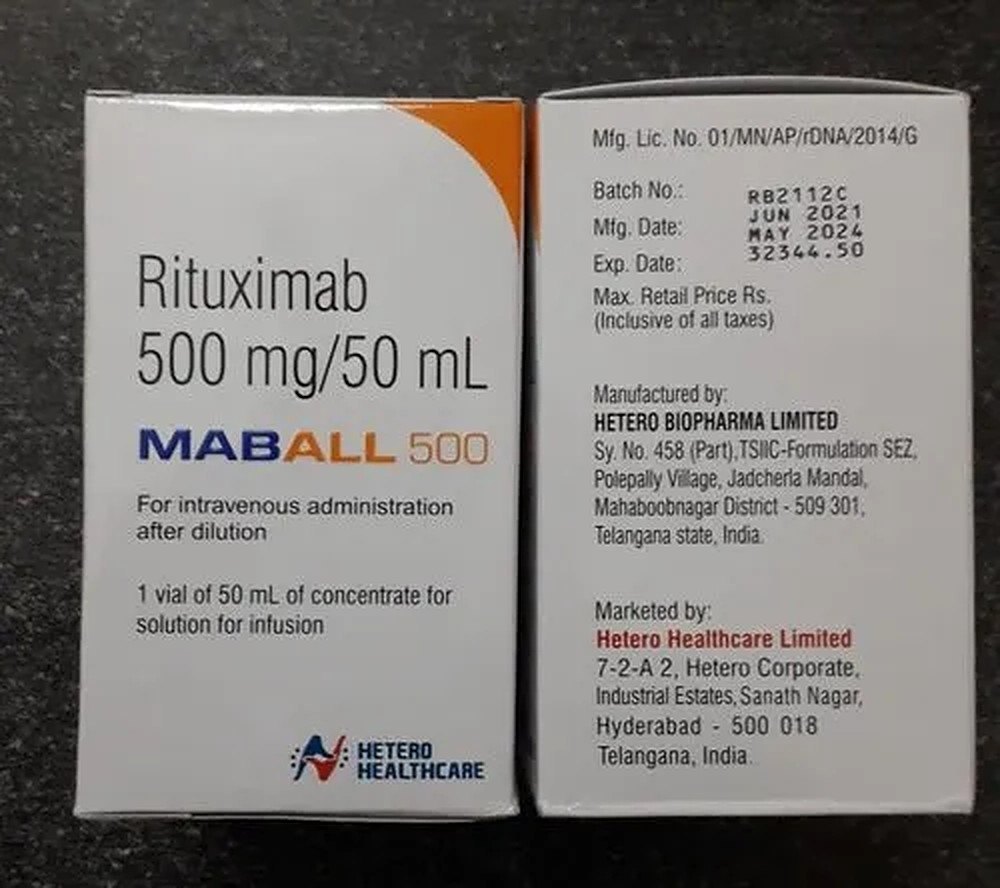 Rituximab
500 mg/50 mL
MABALL 500
For intravenous administration
after dilution
1 vial of 50 mL of concentrate for
solution for infusion
HETERO
HEALTHCARE
Mfg. Lic. No. 01/MN/AP/rDNA/2014/G
Batch No.: RB2112C
Mfg. Date: JUN 2021
Exp. Date: MAY 2024
Max. Retail Price Rs. 32344.50
(Inclusive of all taxes)
Manufactured by:
HETERO BIOPHARMA LIMITED
Sy. No. 458 (Part),TSIIC-Formulation SEZ,
Polepally Village, Jadcherla Mandal,
Mahaboobnagar District - 509 301,
Telangana state, India.
Marketed by:
Hetero Healthcare Limited
7-2-A 2, Hetero Corporate,
Industrial Estates, Sanath Nagar,
Hyderabad - 500 018
Telangana, India.